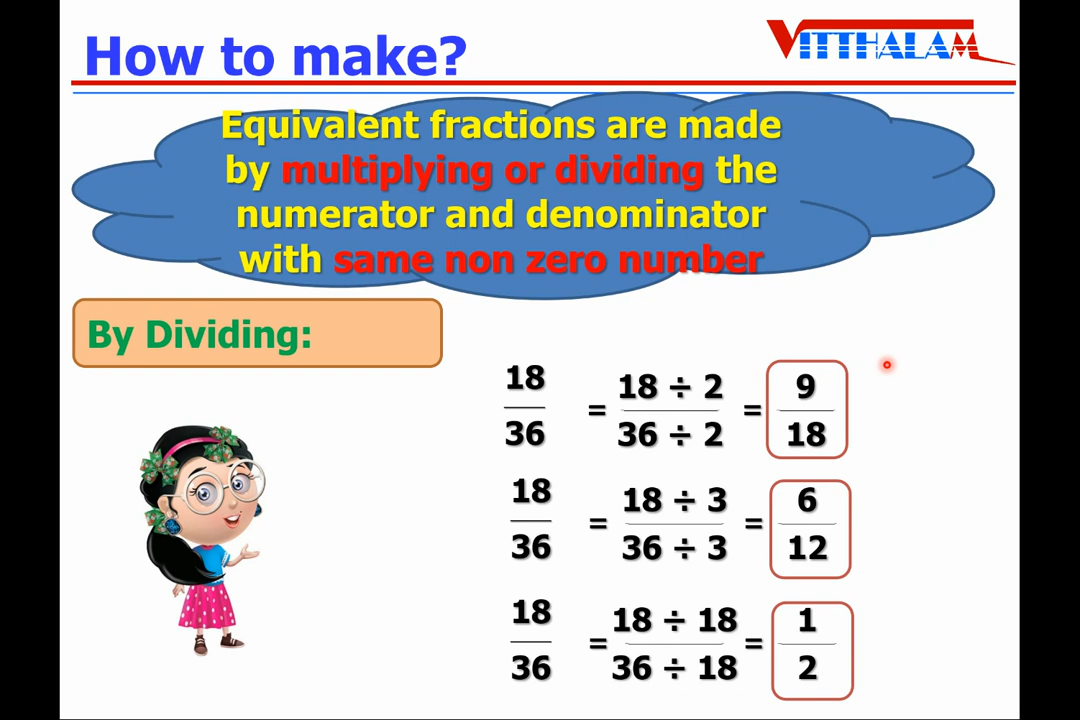 How to make?
VITTHALAM
Equivalent fractions are made
by multiplying or dividing the
numerator and denominator
with same non zero number
By Dividing:
18/36 = 18 ÷ 2/36 ÷ 2 = 9/18
18/36 = 18 ÷ 3/36 ÷ 3 = 6/12
18/36 = 18 ÷ 18/36 ÷ 18 = 1/2